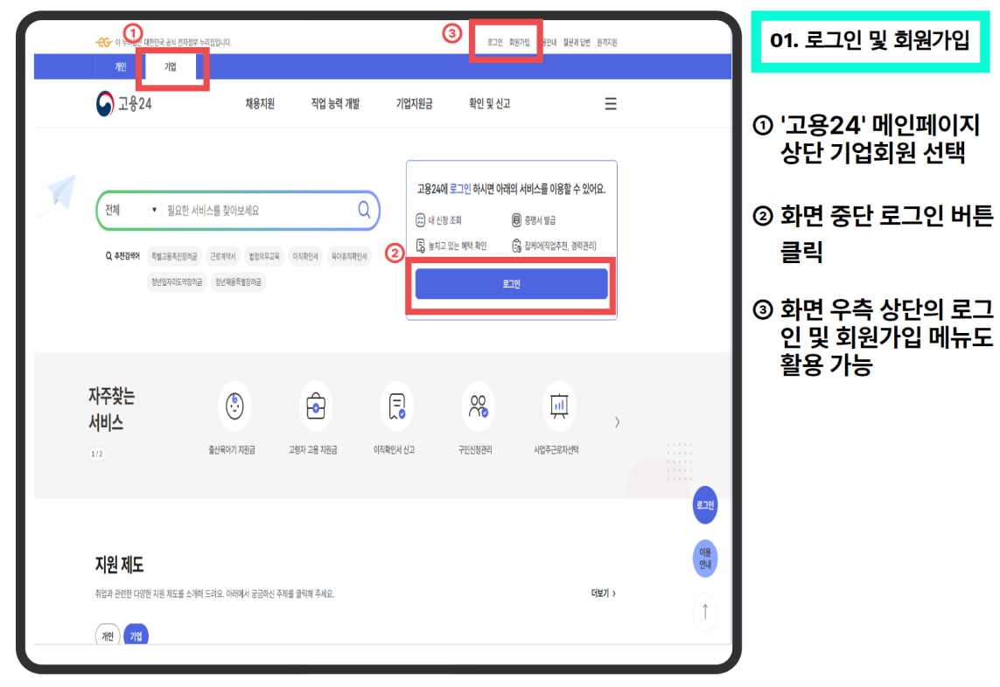 이 누리집은 대한민국 공식 전자정부 누리집입니다.
로그인 회원가입 이용안내 질문과 답변 원격지원
개인 기업
고용24 채용지원 직업 능력 개발 기업지원금 확인 및 신고
고용24에 로그인 하시면 아래의 서비스를 이용할 수 있어요.
전체 필요한 서비스를 찾아보세요
내 신청 조회 증명서 발급
놓치고 있는 혜택 확인 잡케어(직업추천, 경력관리)
추천검색어 특별고용촉진장려금 근로계약서 법정의무교육 이직확인서 육아휴직확인서
청년일자리도약장려금 청년채용특별장려금
로그인
자주찾는
서비스
1 / 2
출산육아기 지원금 고령자 고용 지원금 이직확인서 신고 구인신청관리 사업주근로자선택
로그인
이용
안내
지원 제도
취업과 관련한 다양한 지원 제도를 소개해 드려요. 아래에서 궁금하신 주제를 클릭해 주세요.
더보기
개인 기업
①
②
③
01. 로그인 및 회원가입
① '고용24' 메인페이지
상단 기업회원 선택
② 화면 중단 로그인 버튼
클릭
③ 화면 우측 상단의 로그
인 및 회원가입 메뉴도
활용 가능